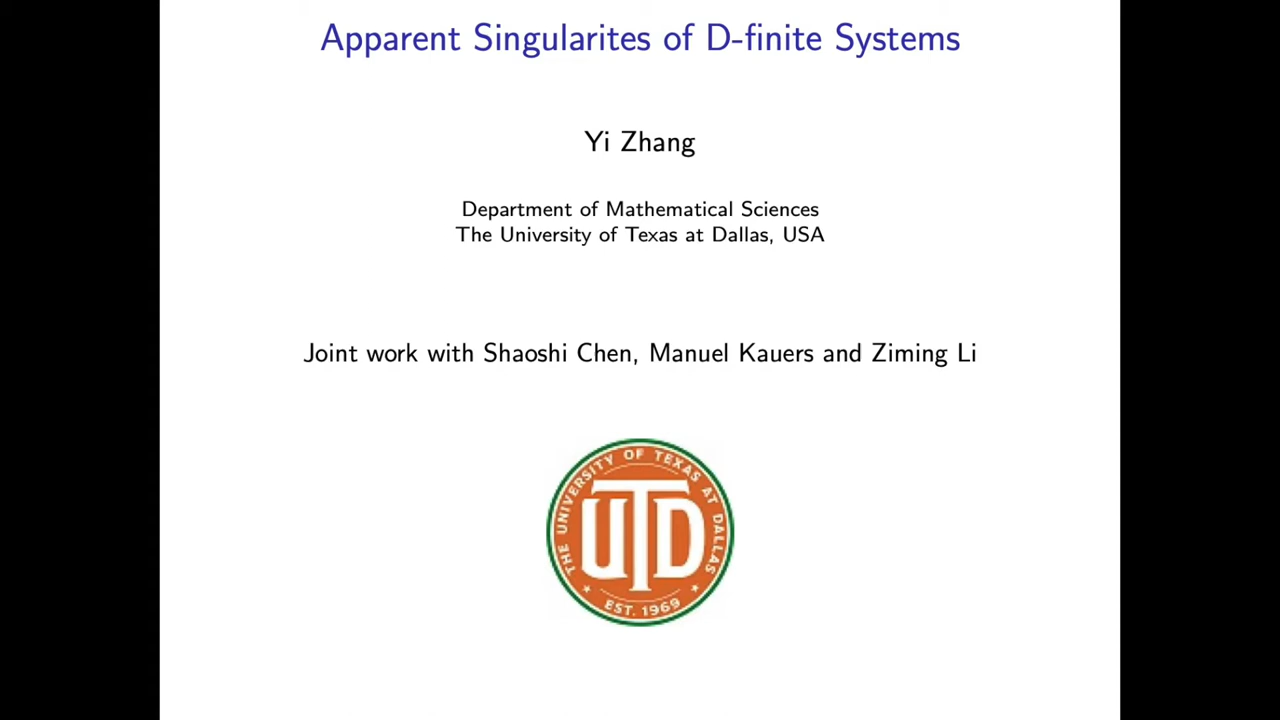 Apparent Singularites of D-finite Systems
Yi Zhang
Department of Mathematical Sciences
The University of Texas at Dallas, USA
Joint work with Shaoshi Chen, Manuel Kauers and Ziming Li
THE UNIVERSITY OF TEXAS AT DALLAS
UTD
EST. 1969